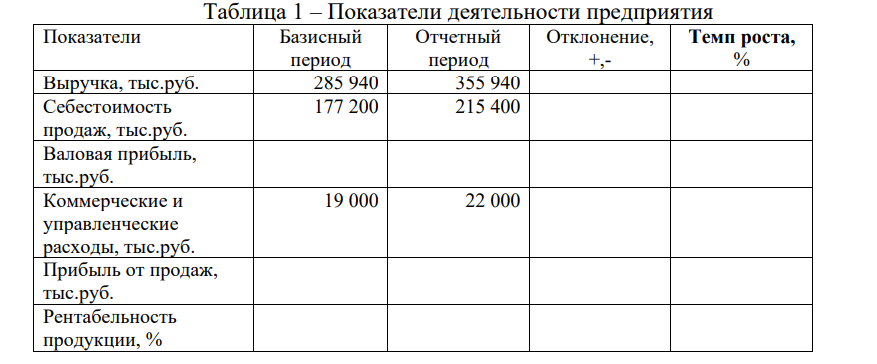 Таблица 1 – Показатели деятельности предприятия
Показатели Базисный период Отчетный период Отклонение, +,- Темп роста, %
Выручка, тыс.руб. 285 940 355 940
Себестоимость продаж, тыс.руб. 177 200 215 400
Валовая прибыль, тыс.руб.
Коммерческие и управленческие расходы, тыс.руб. 19 000 22 000
Прибыль от продаж, тыс.руб.
Рентабельность продукции, %